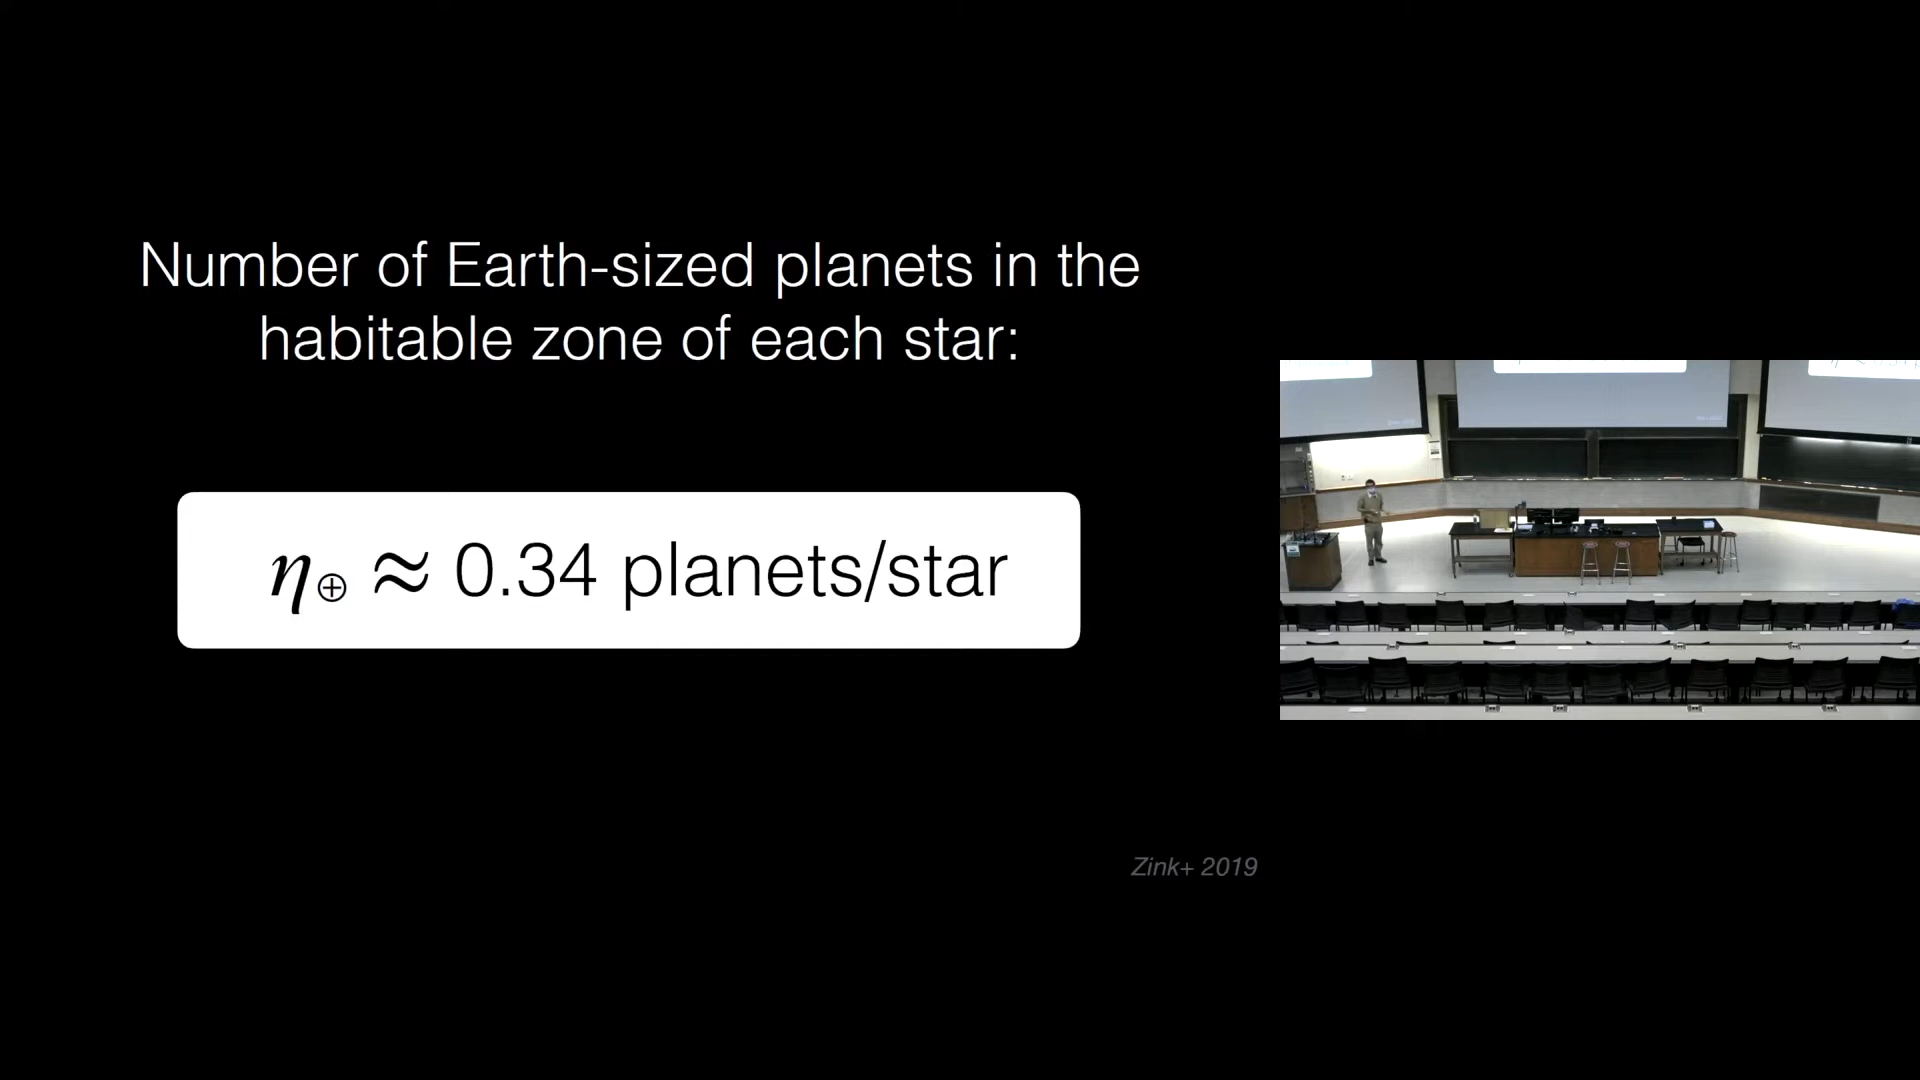 Number of Earth-sized planets in the
habitable zone of each star:
η⊕ ≈ 0.34 planets/star
Zink+ 2019